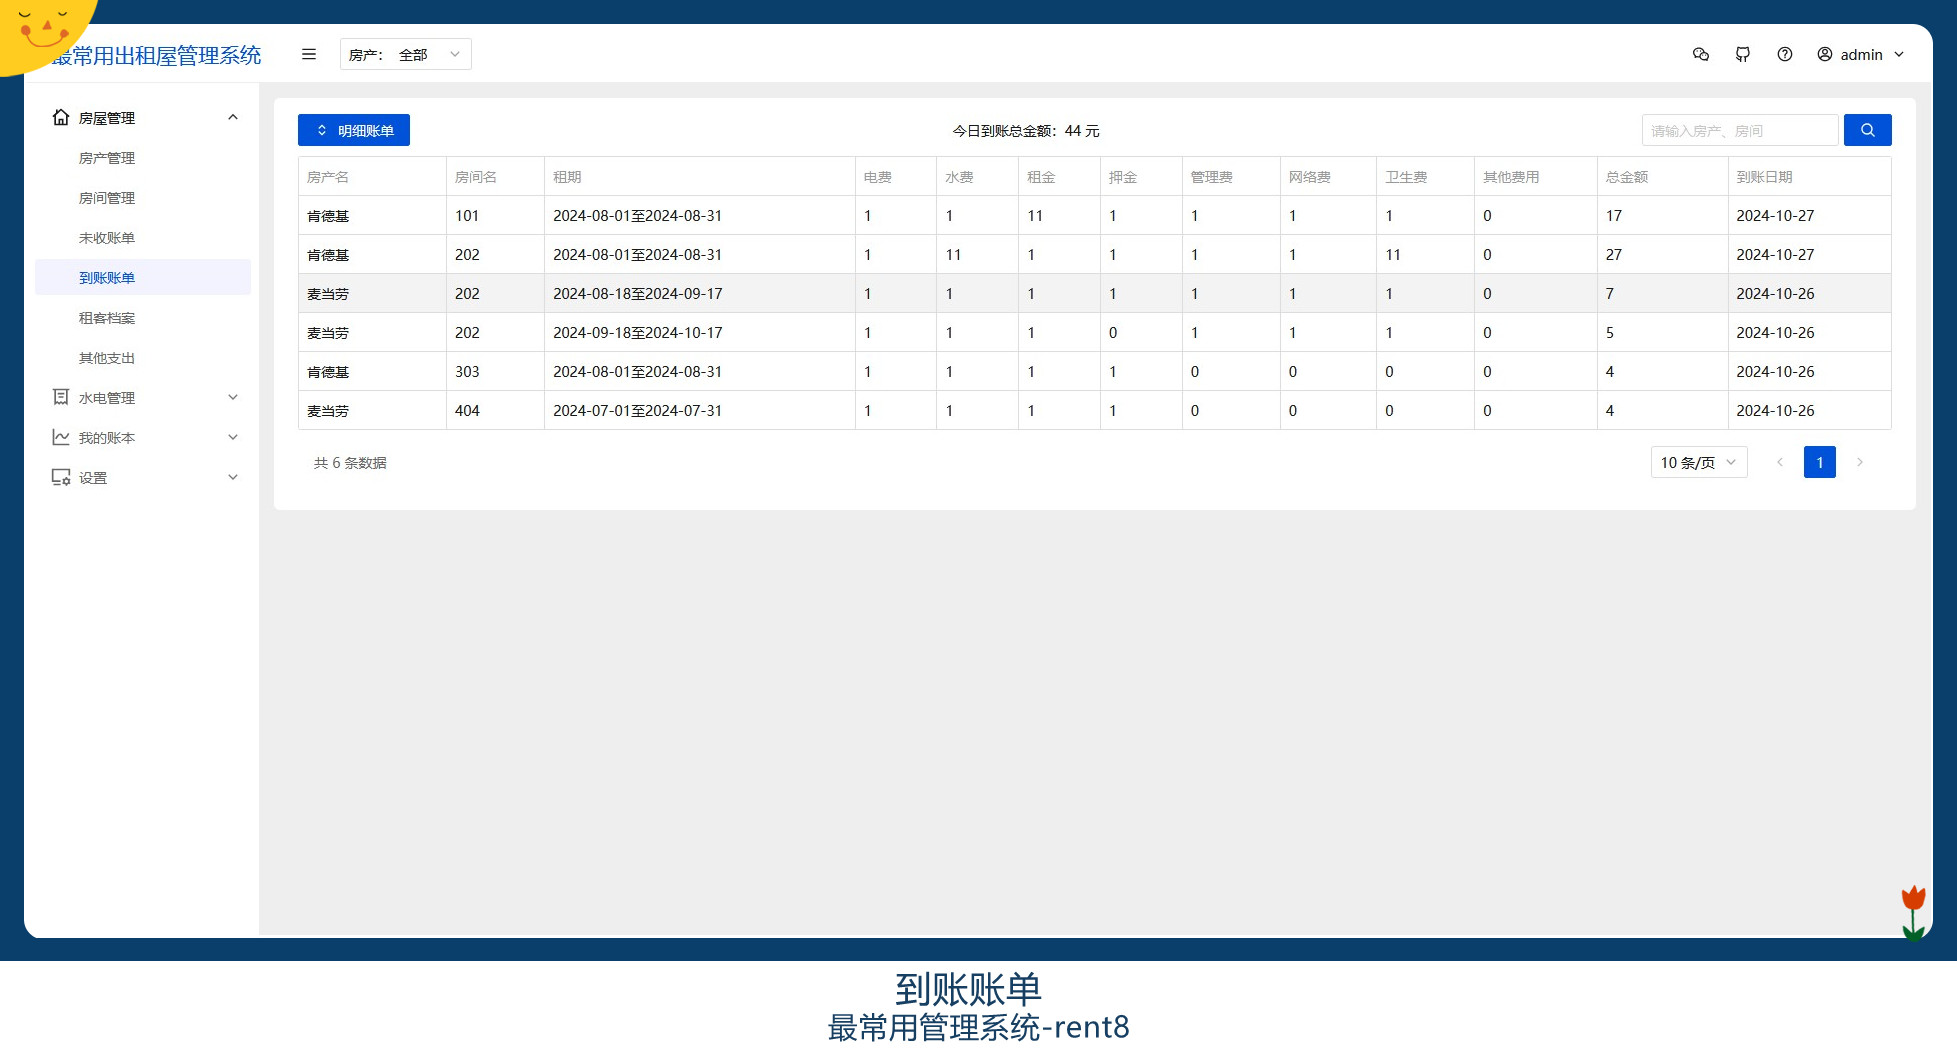 最常用出租屋管理系统
房产： 全部
admin
房屋管理
房产管理
房间管理
未收账单
到账账单
租客档案
其他支出
水电管理
我的账本
设置
明细账单
今日到账总金额：44 元
请输入房产、房间
房产名 房间名 租期 电费 水费 租金 押金 管理费 网络费 卫生费 其他费用 总金额 到账日期
肯德基 101 2024-08-01至2024-08-31 1 1 11 1 1 1 1 0 17 2024-10-27
肯德基 202 2024-08-01至2024-08-31 1 11 1 1 1 1 11 0 27 2024-10-27
麦当劳 202 2024-08-18至2024-09-17 1 1 1 1 1 1 1 0 7 2024-10-26
麦当劳 202 2024-09-18至2024-10-17 1 1 1 0 1 1 1 0 5 2024-10-26
肯德基 303 2024-08-01至2024-08-31 1 1 1 1 0 0 0 0 4 2024-10-26
麦当劳 404 2024-07-01至2024-07-31 1 1 1 1 0 0 0 0 4 2024-10-26
共 6 条数据
10 条/页
1
到账账单
最常用管理系统-rent8